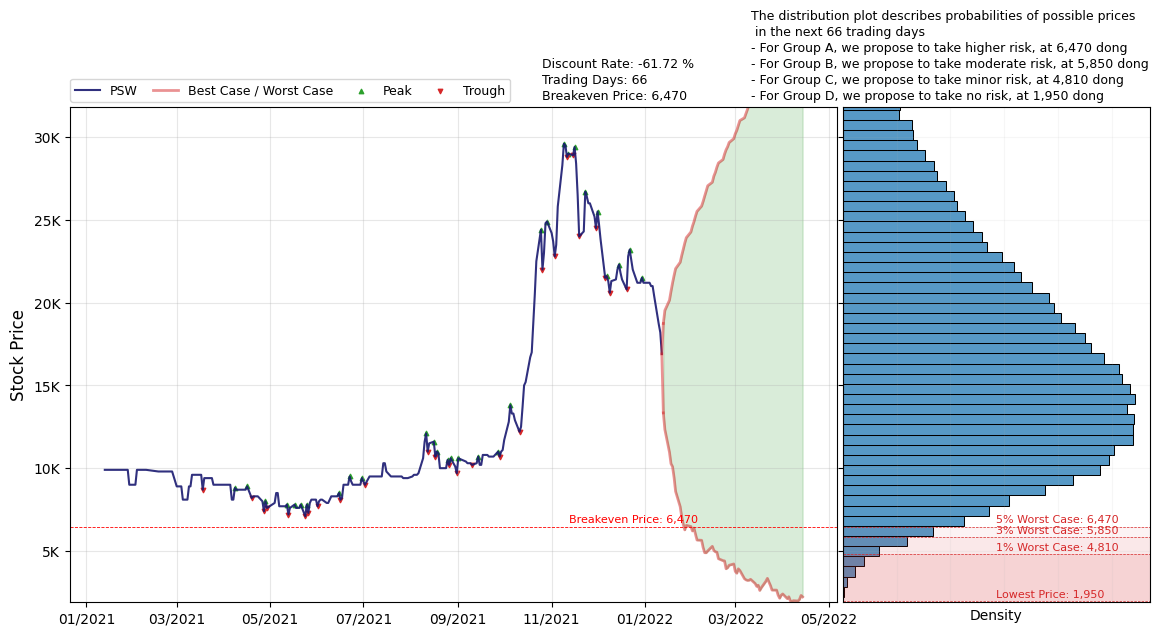 The distribution plot describes probabilities of possible prices
in the next 66 trading days
- For Group A, we propose to take higher risk, at 6,470 dong
- For Group B, we propose to take moderate risk, at 5,850 dong
- For Group C, we propose to take minor risk, at 4,810 dong
- For Group D, we propose to take no risk, at 1,950 dong
Discount Rate: -61.72 %
Trading Days: 66
Breakeven Price: 6,470
PSW Best Case / Worst Case Peak Trough
30K
25K
20K
15K
10K
5K
Stock Price
Breakeven Price: 6,470
5% Worst Case: 6,470
3% Worst Case: 5,850
1% Worst Case: 4,810
Lowest Price: 1,950
01/2021 03/2021 05/2021 07/2021 09/2021 11/2021 01/2022 03/2022 05/2022
Density